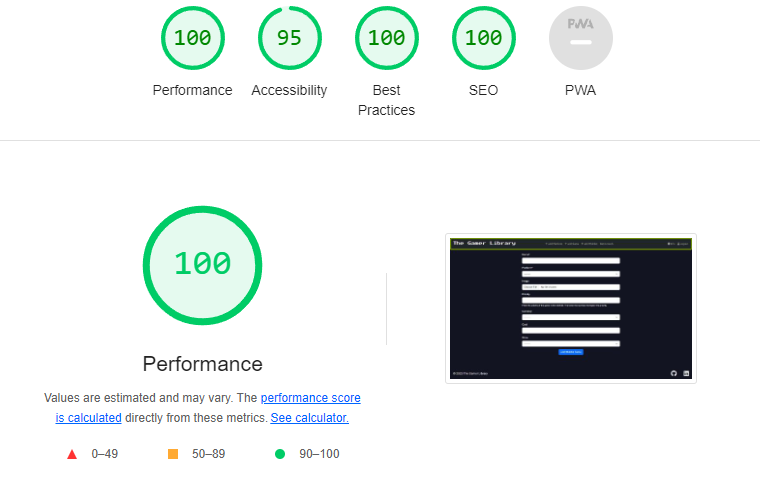 100
95
100
100
PWA
Performance
Accessibility
Best
Practices
SEO
PWA
100
Performance
Values are estimated and may vary. The performance score
is calculated directly from these metrics. See calculator.
0–49
50–89
90–100
The Gamer Library